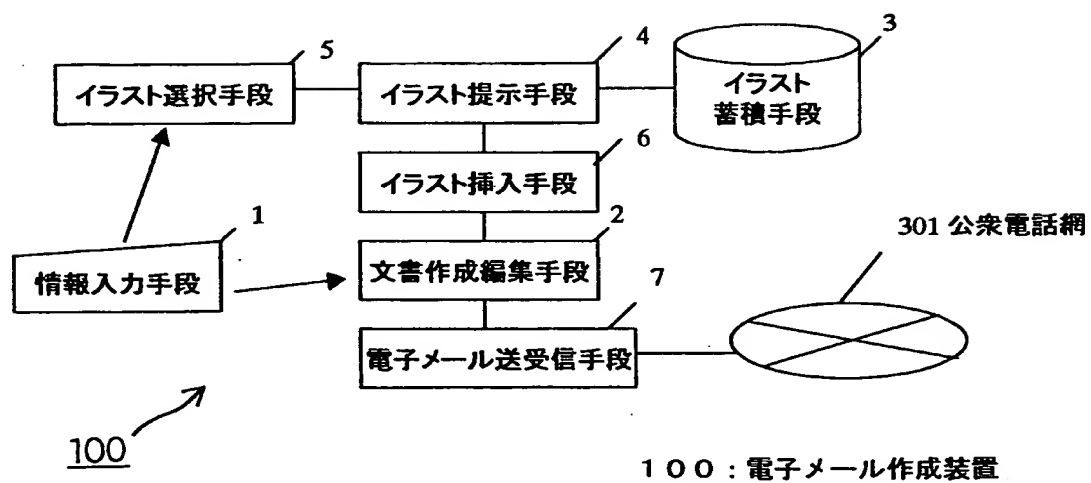 5
イラスト選択手段
4
イラスト提示手段
3
イラスト
蓄積手段
6
イラスト挿入手段
1
情報入力手段
2
文書作成編集手段
301 公衆電話網
7
電子メール送受信手段
100
100:電子メール作成装置